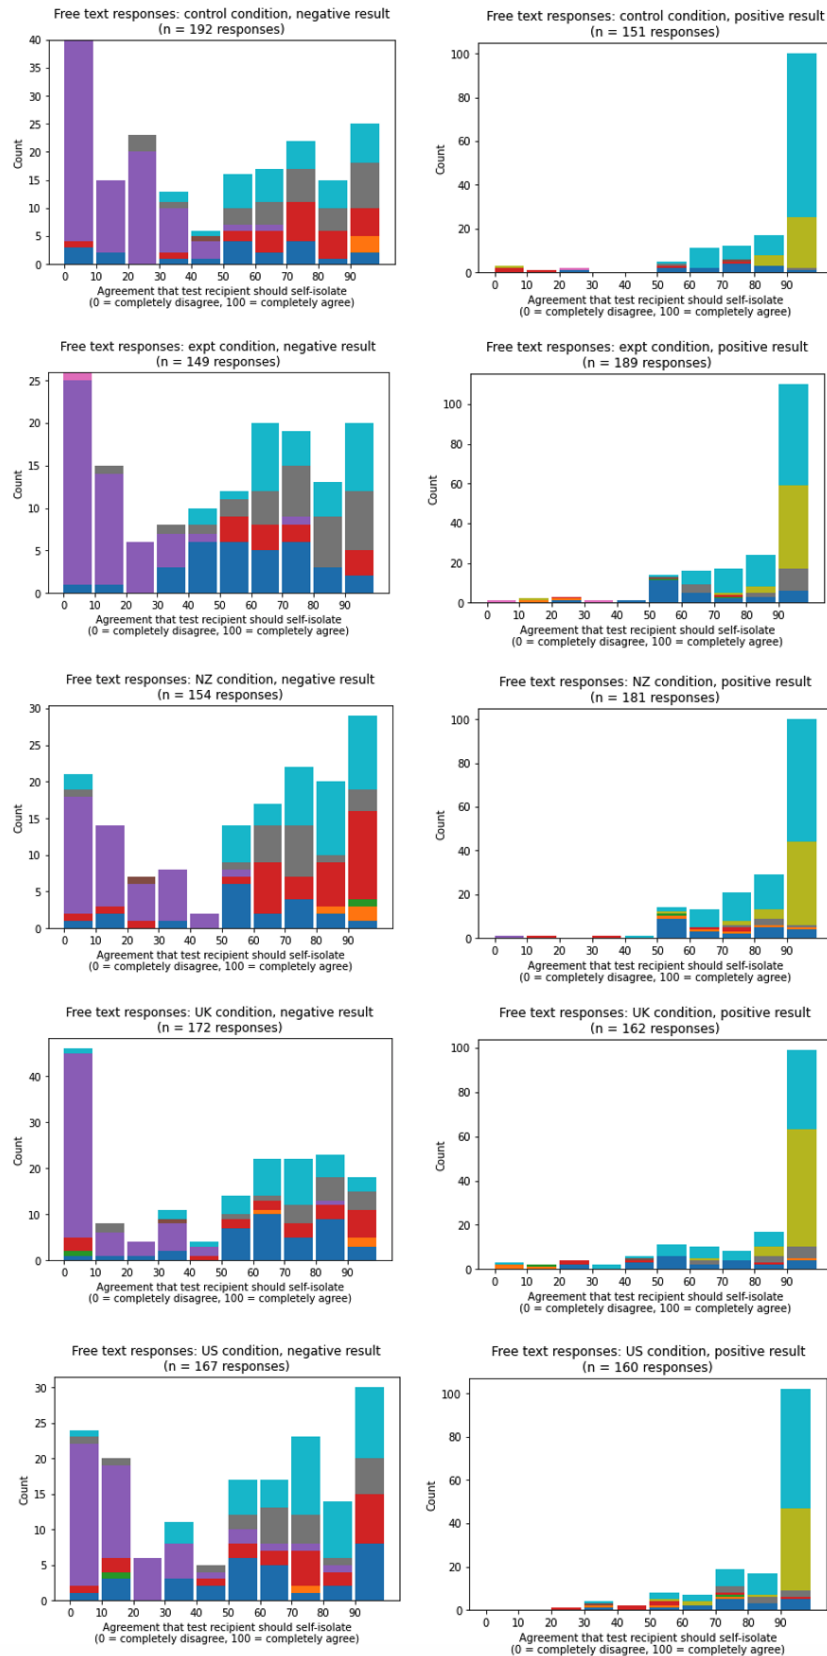 Free text responses: control condition, negative result
(n = 192 responses)
40
35
30
25
20
15
10
5
0
Count
0 10 20 30 40 50 60 70 80 90
Agreement that test recipient should self-isolate
(0 = completely disagree, 100 = completely agree)
Free text responses: control condition, positive result
(n = 151 responses)
100
80
60
40
20
0
Count
0 10 20 30 40 50 60 70 80 90
Agreement that test recipient should self-isolate
(0 = completely disagree, 100 = completely agree)
Free text responses: expt condition, negative result
(n = 149 responses)
25
20
15
10
5
0
Count
0 10 20 30 40 50 60 70 80 90
Agreement that test recipient should self-isolate
(0 = completely disagree, 100 = completely agree)
Free text responses: expt condition, positive result
(n = 189 responses)
100
80
60
40
20
0
Count
0 10 20 30 40 50 60 70 80 90
Agreement that test recipient should self-isolate
(0 = completely disagree, 100 = completely agree)
Free text responses: NZ condition, negative result
(n = 154 responses)
30
25
20
15
10
5
0
Count
0 10 20 30 40 50 60 70 80 90
Agreement that test recipient should self-isolate
(0 = completely disagree, 100 = completely agree)
Free text responses: NZ condition, positive result
(n = 181 responses)
100
80
60
40
20
0
Count
0 10 20 30 40 50 60 70 80 90
Agreement that test recipient should self-isolate
(0 = completely disagree, 100 = completely agree)
Free text responses: UK condition, negative result
(n = 172 responses)
40
30
20
10
0
Count
0 10 20 30 40 50 60 70 80 90
Agreement that test recipient should self-isolate
(0 = completely disagree, 100 = completely agree)
Free text responses: UK condition, positive result
(n = 162 responses)
100
80
60
40
20
0
Count
0 10 20 30 40 50 60 70 80 90
Agreement that test recipient should self-isolate
(0 = completely disagree, 100 = completely agree)
Free text responses: US condition, negative result
(n = 167 responses)
30
25
20
15
10
5
0
Count
0 10 20 30 40 50 60 70 80 90
Agreement that test recipient should self-isolate
(0 = completely disagree, 100 = completely agree)
Free text responses: US condition, positive result
(n = 160 responses)
100
80
60
40
20
0
Count
0 10 20 30 40 50 60 70 80 90
Agreement that test recipient should self-isolate
(0 = completely disagree, 100 = completely agree)